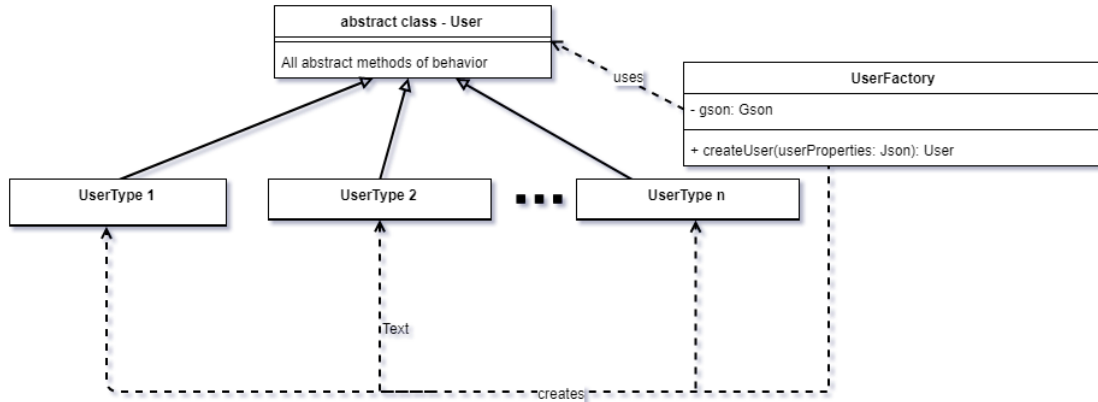 abstract class - User
All abstract methods of behavior
uses
UserFactory
- gson: Gson
+ createUser(userProperties: Json): User
UserType 1
UserType 2
UserType n
Text
creates